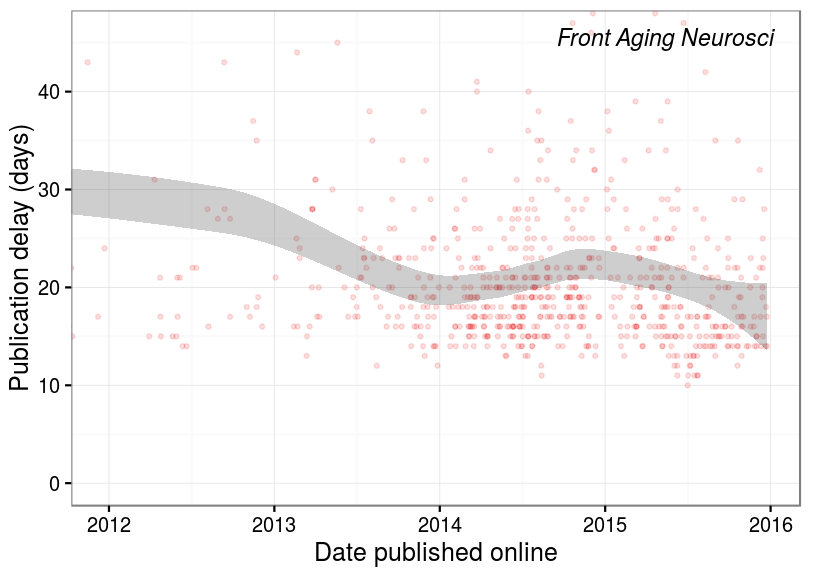 Front Aging Neurosci
Publication delay (days)
40
30
20
10
0
2012 2013 2014 2015 2016
Date published online